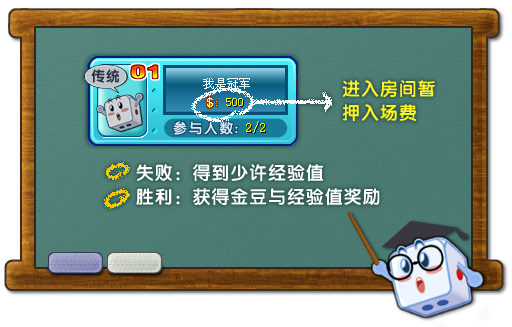 传统
01
我是冠军
$: 500
参与人数: 2/2
进入房间暂
押入场费
失败：得到少许经验值
胜利：获得金豆与经验值奖励